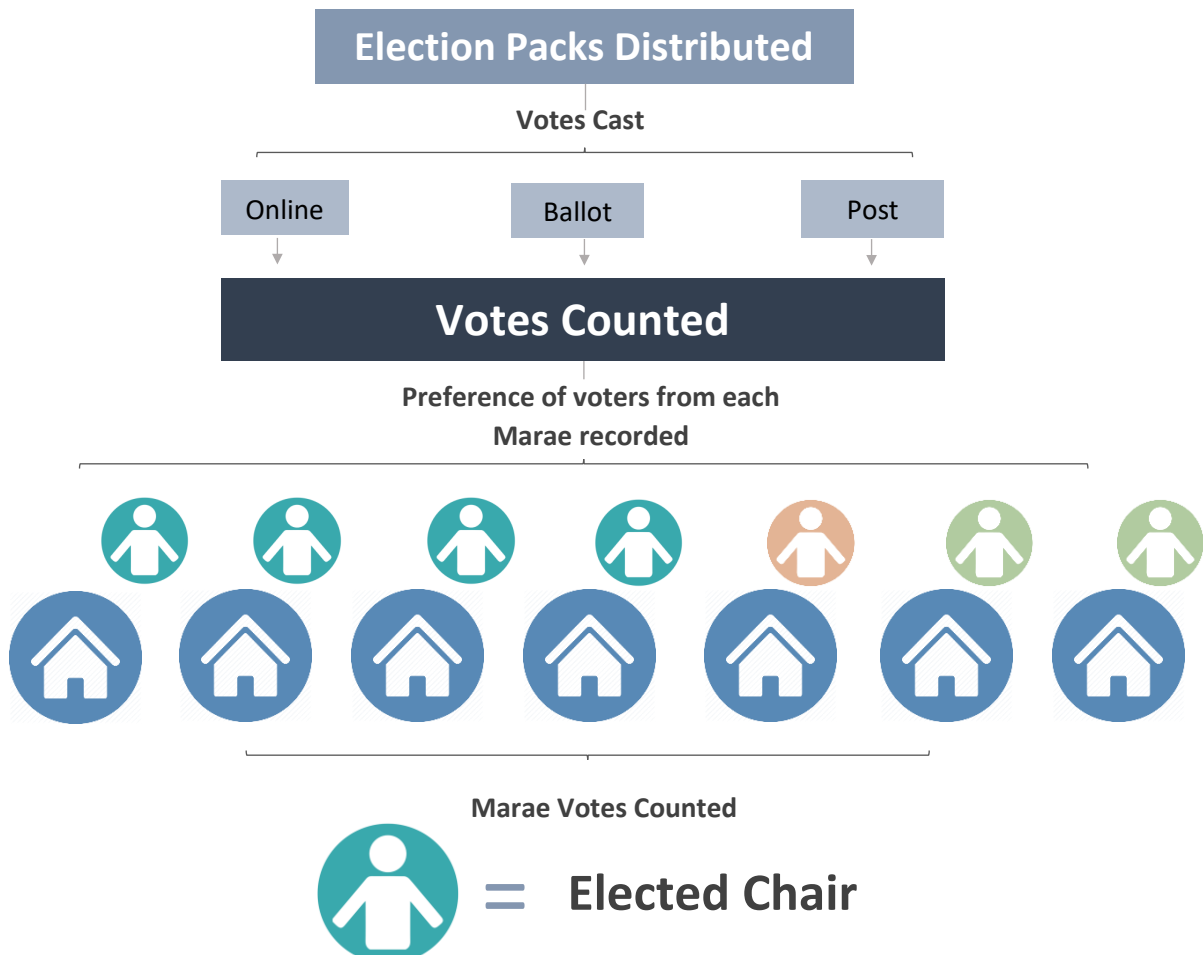 Election Packs Distributed
Votes Cast
Online
Ballot
Post
Votes Counted
Preference of voters from each
Marae recorded
Marae Votes Counted
= Elected Chair